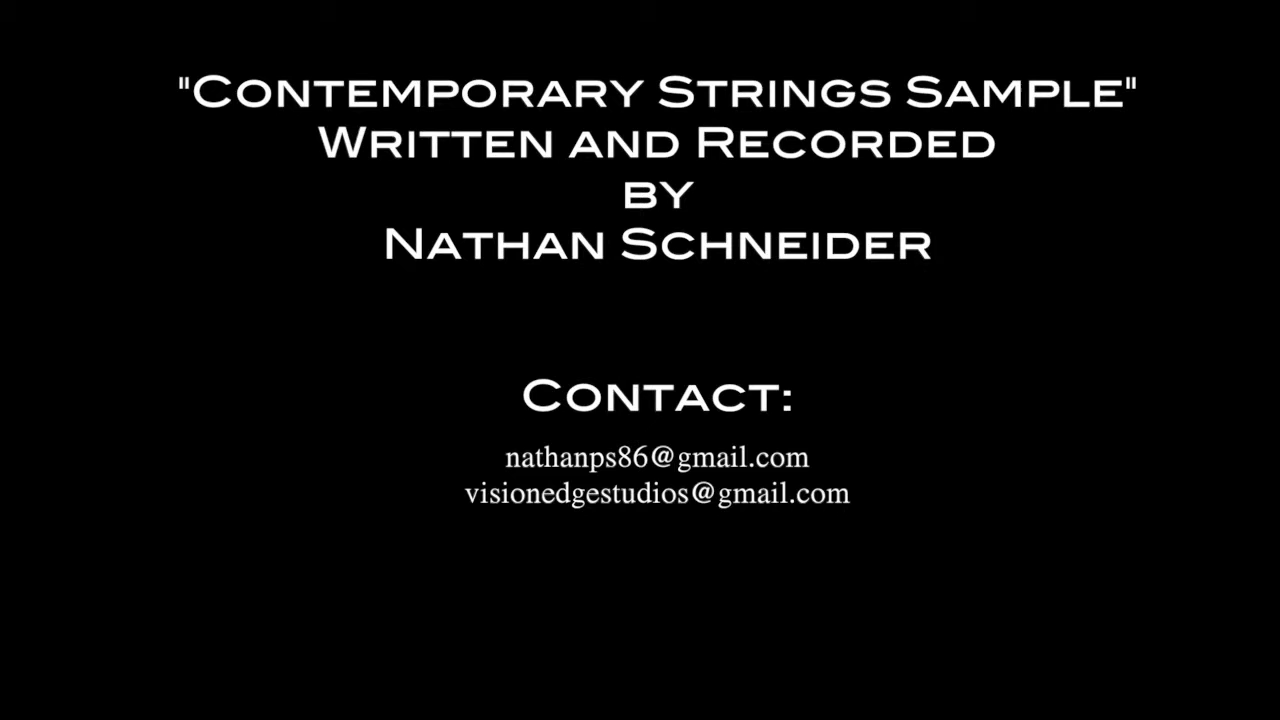 "Contemporary Strings Sample"
Written and Recorded
by
Nathan Schneider
Contact:
nathanps86@gmail.com
visionedgestudios@gmail.com